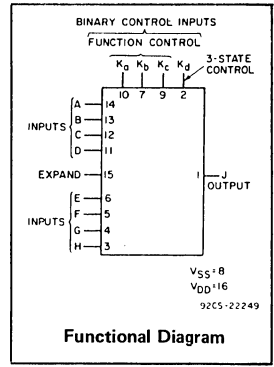 BINARY CONTROL INPUTS
FUNCTION CONTROL
Ka Kb Kc Kd
3-STATE CONTROL
10 7 9 2
INPUTS
A 14
B 13
C 12
D 11
EXPAND 15
1 J
OUTPUT
INPUTS
E 6
F 5
G 4
H 3
VSS=8
VDD=16
92CS-22249
Functional Diagram